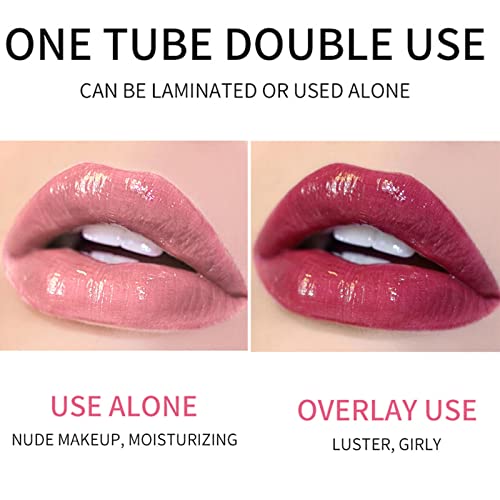 ONE TUBE DOUBLE USE
CAN BE LAMINATED OR USED ALONE
USE ALONE
NUDE MAKEUP, MOISTURIZING
OVERLAY USE
LUSTER, GIRLY